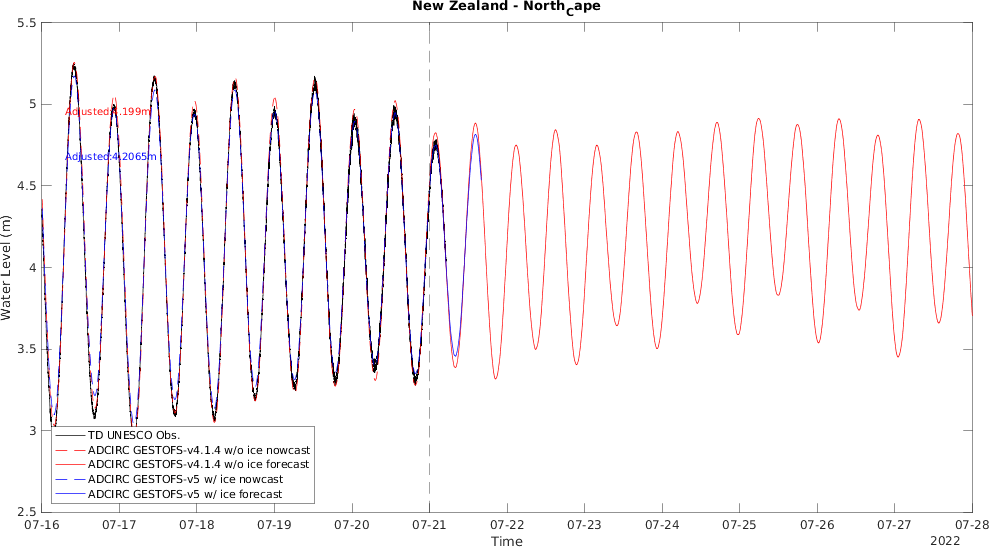 New Zealand - NorthCape
5.5
5
4.5
4
3.5
3
2.5
Water Level (m)
Adjusted:4.2065m
TD UNESCO Obs.
ADCIRC GESTOFS-v4.1.4 w/o ice nowcast
ADCIRC GESTOFS-v4.1.4 w/o ice forecast
ADCIRC GESTOFS-v5 w/ ice nowcast
ADCIRC GESTOFS-v5 w/ ice forecast
07-16 07-17 07-18 07-19 07-20 07-21 07-22 07-23 07-24 07-25 07-26 07-27 07-28
Time
2022